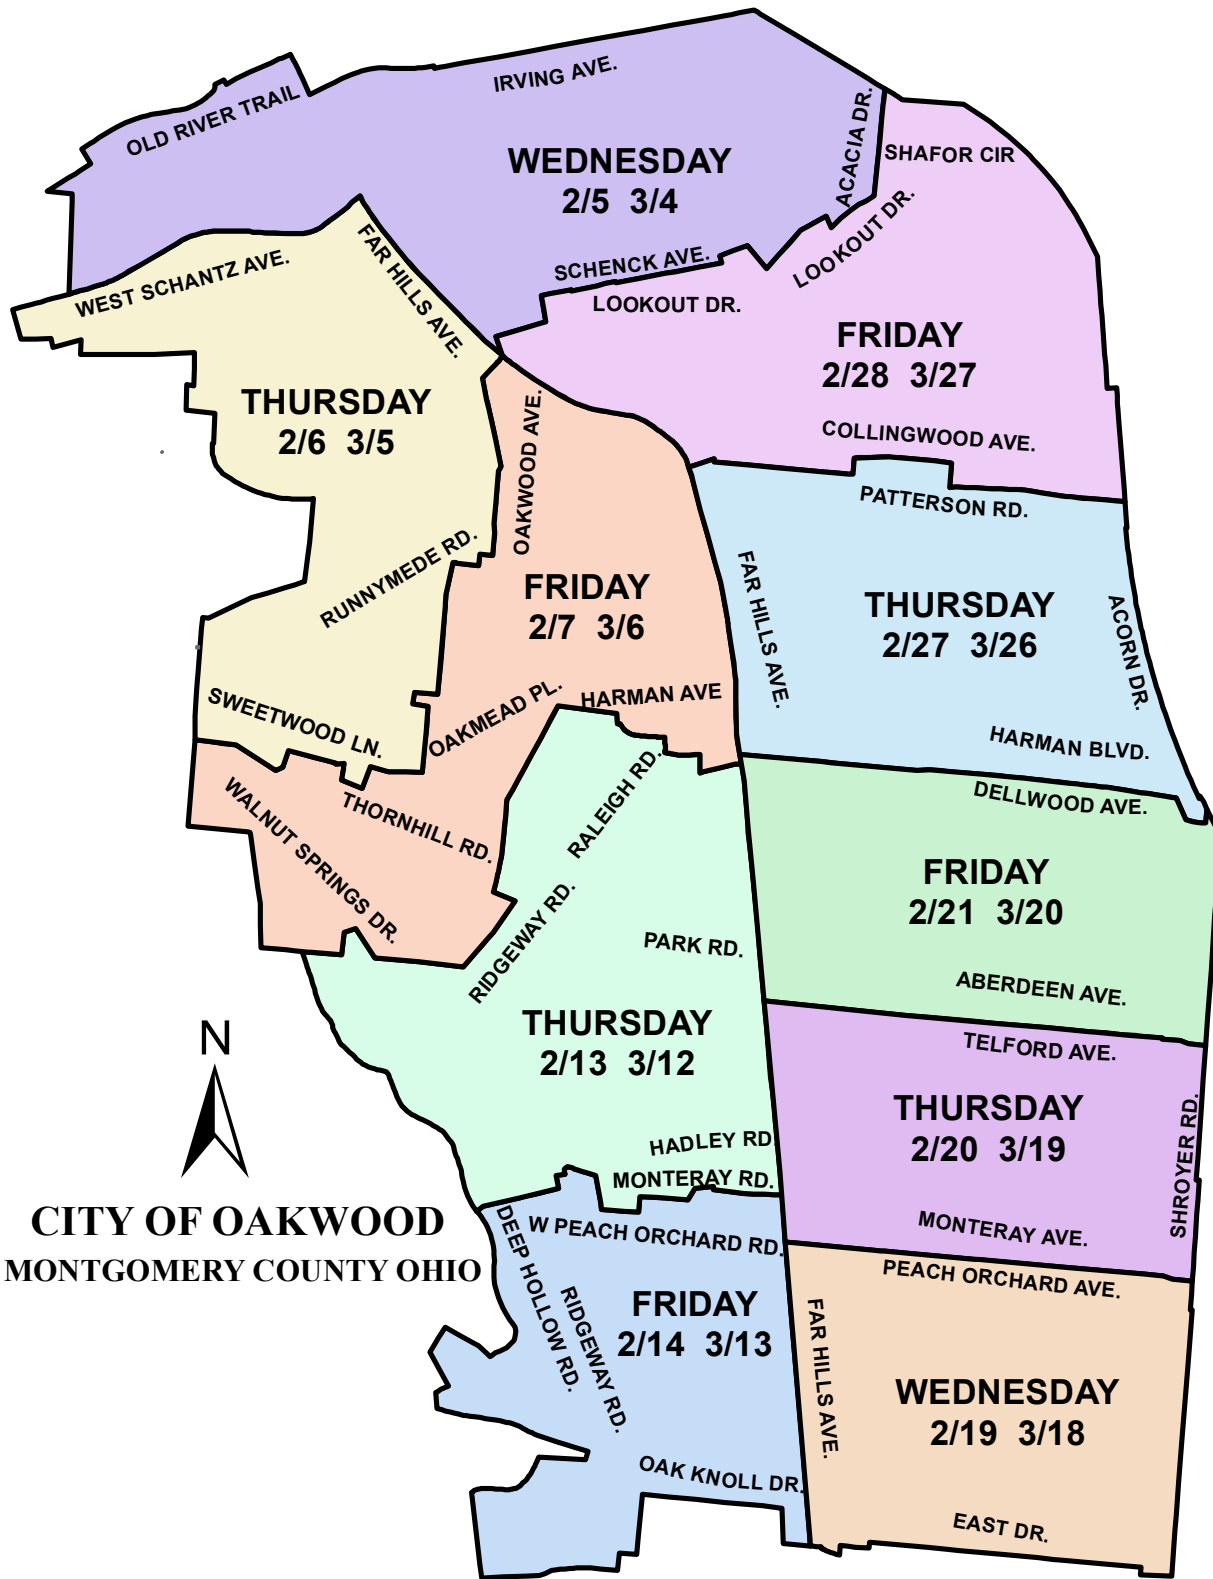 IRVING AVE.
OLD RIVER TRAIL
ACACIA DR.
SHAFOR CIR
WEDNESDAY
2/5 3/4
LOOKOUT DR.
FAR HILLS AVE.
WEST SCHANTZ AVE.
SCHENCK AVE.
LOOKOUT DR.
FRIDAY
2/28 3/27
THURSDAY
2/6 3/5
OAKWOOD AVE.
COLLINGWOOD AVE.
PATTERSON RD.
RUNNYMEDE RD.
FRIDAY
2/7 3/6
FAR HILLS AVE.
THURSDAY
2/27 3/26
ACORN DR.
SWEETWOOD LN.
OAKMEAD PL.
HARMAN AVE
HARMAN BLVD.
DELLWOOD AVE.
RALEIGH RD.
THORNHILL RD.
WALNUT SPRINGS DR.
FRIDAY
2/21 3/20
RIDGEWAY RD.
PARK RD.
ABERDEEN AVE.
THURSDAY
2/13 3/12
TELFORD AVE.
N
THURSDAY
2/20 3/19
SHROYER RD.
HADLEY RD.
MONTERAY RD.
CITY OF OAKWOOD
MONTGOMERY COUNTY OHIO
DEEP HOLLOW RD.
W PEACH ORCHARD RD.
MONTERAY AVE.
PEACH ORCHARD AVE.
RIDGEWAY RD.
FRIDAY
2/14 3/13
FAR HILLS AVE.
WEDNESDAY
2/19 3/18
OAK KNOLL DR.
EAST DR.